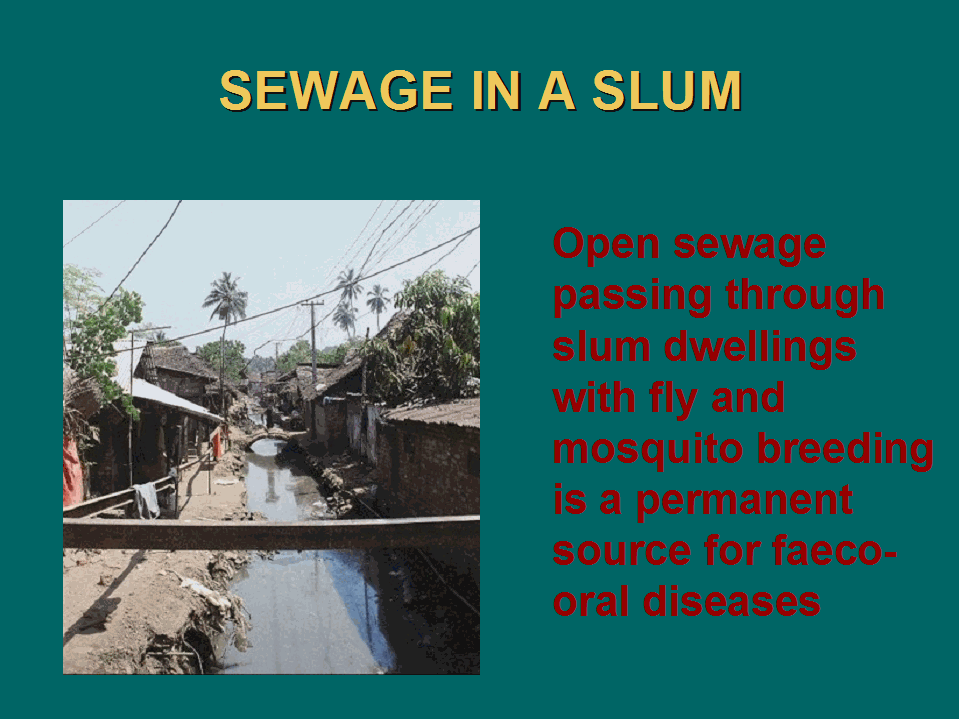 SEWAGE IN A SLUM
Open sewage
passing through
slum dwellings
with fly and
mosquito breeding
is a permanent
source for faeco-
oral diseases